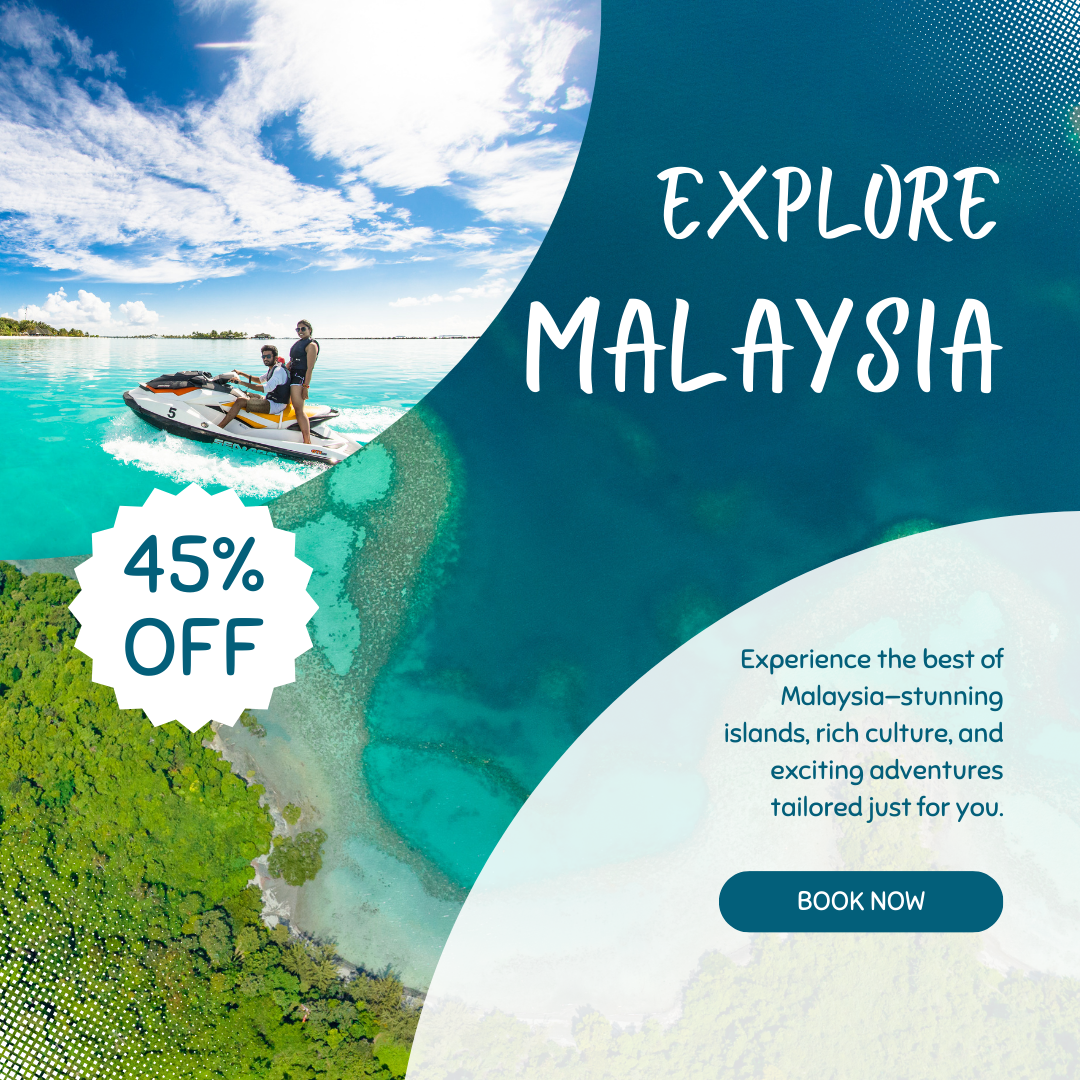 EXPLORE
MALAYSIA
5
45%
OFF
Experience the best of
Malaysia—stunning
islands, rich culture, and
exciting adventures
tailored just for you.
BOOK NOW